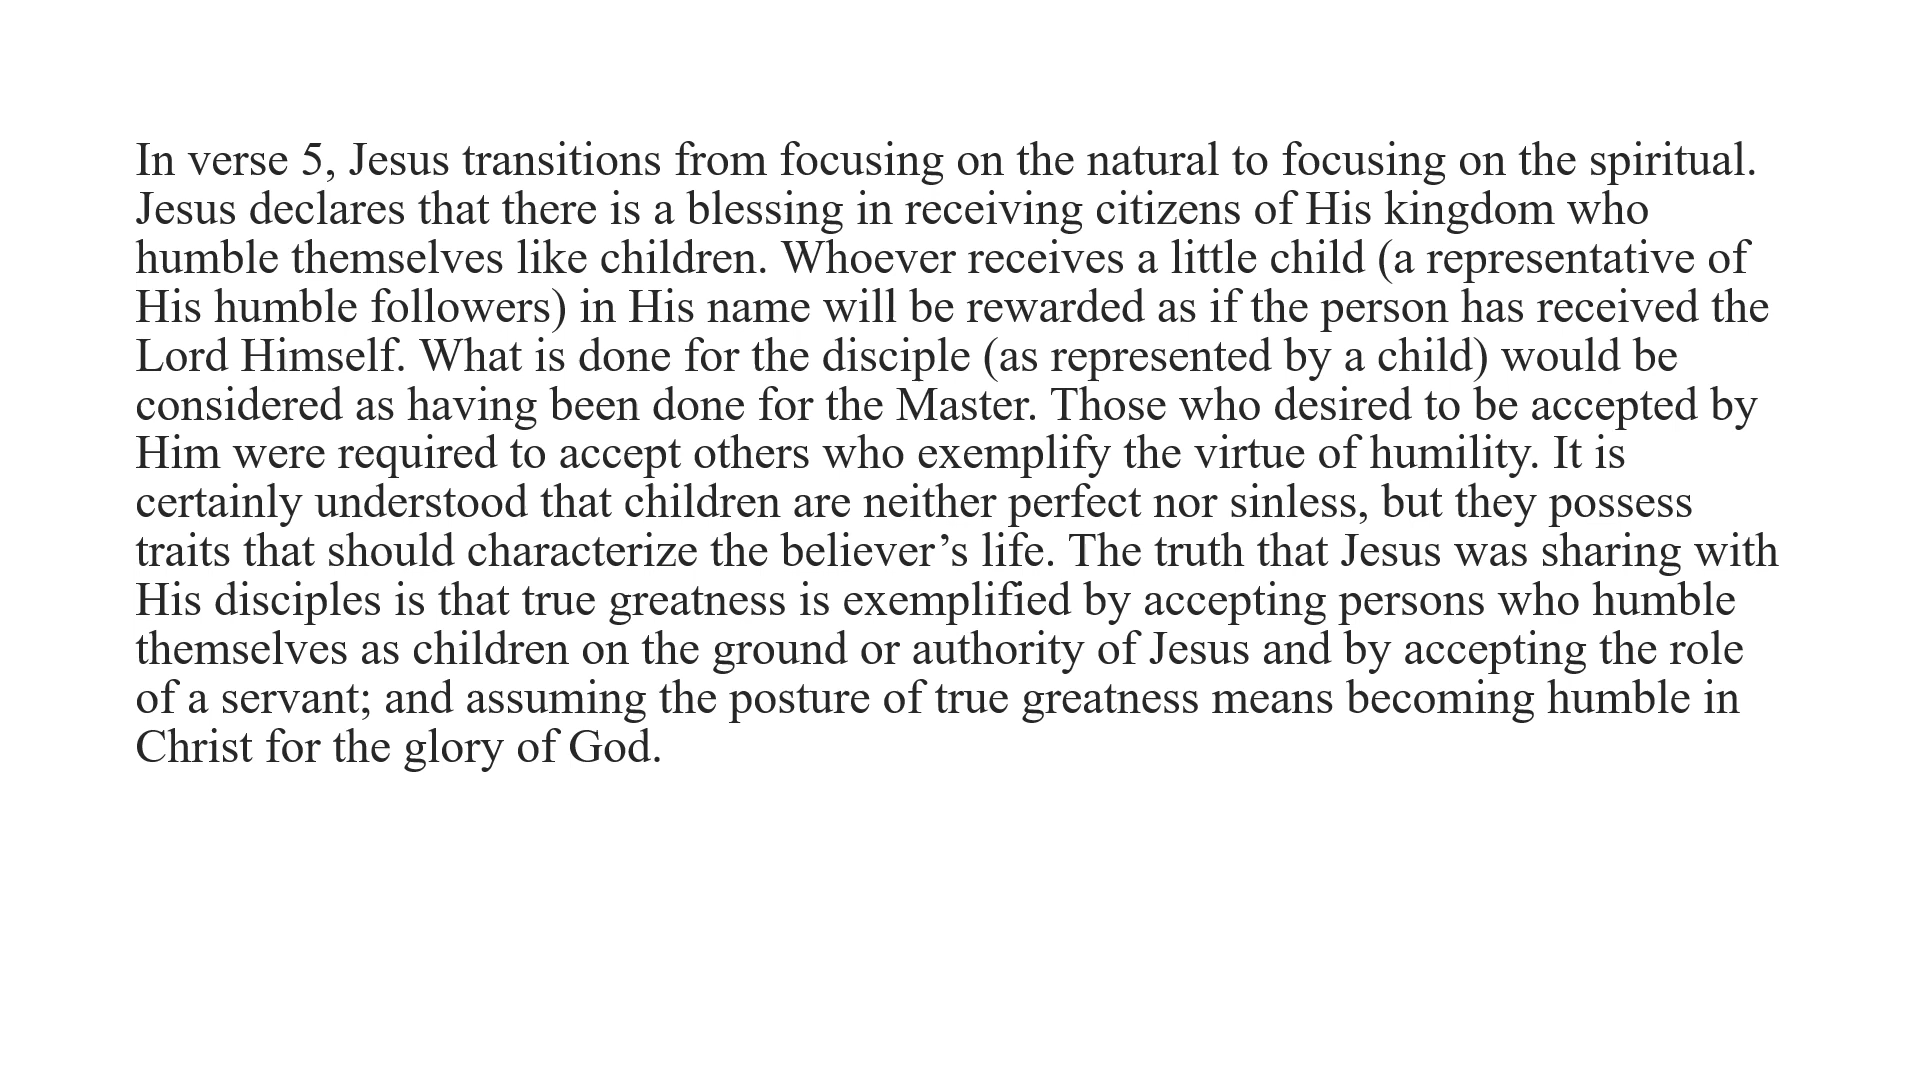 In verse 5, Jesus transitions from focusing on the natural to focusing on the spiritual.
Jesus declares that there is a blessing in receiving citizens of His kingdom who
humble themselves like children. Whoever receives a little child (a representative of
His humble followers) in His name will be rewarded as if the person has received the
Lord Himself. What is done for the disciple (as represented by a child) would be
considered as having been done for the Master. Those who desired to be accepted by
Him were required to accept others who exemplify the virtue of humility. It is
certainly understood that children are neither perfect nor sinless, but they possess
traits that should characterize the believer’s life. The truth that Jesus was sharing with
His disciples is that true greatness is exemplified by accepting persons who humble
themselves as children on the ground or authority of Jesus and by accepting the role
of a servant; and assuming the posture of true greatness means becoming humble in
Christ for the glory of God.